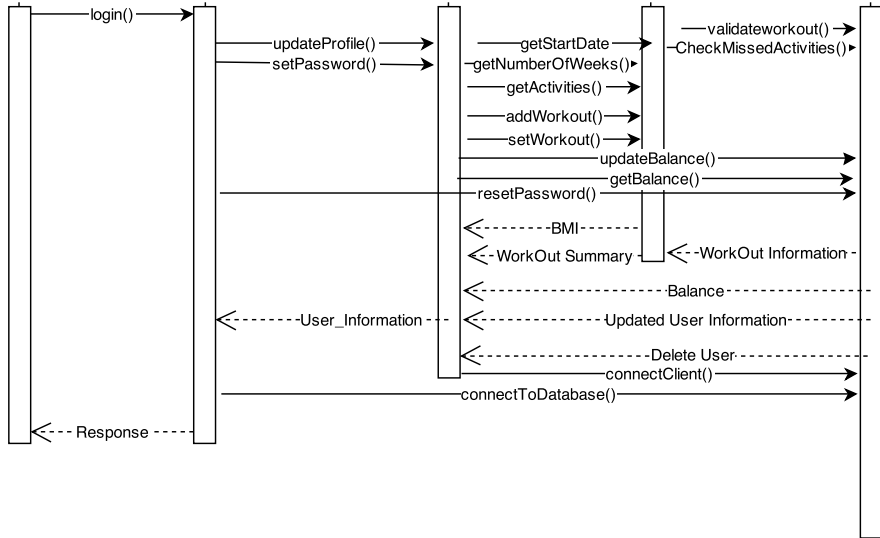 login()
validateworkout()
updateProfile()
getStartDate
CheckMissedActivities()
setPassword()
getNumberOfWeeks()
getActivities()
addWorkout()
setWorkout()
updateBalance()
getBalance()
resetPassword()
BMI
WorkOut Summary
WorkOut Information
Balance
User_Information
Updated User Information
Delete User
connectClient()
connectToDatabase()
Response